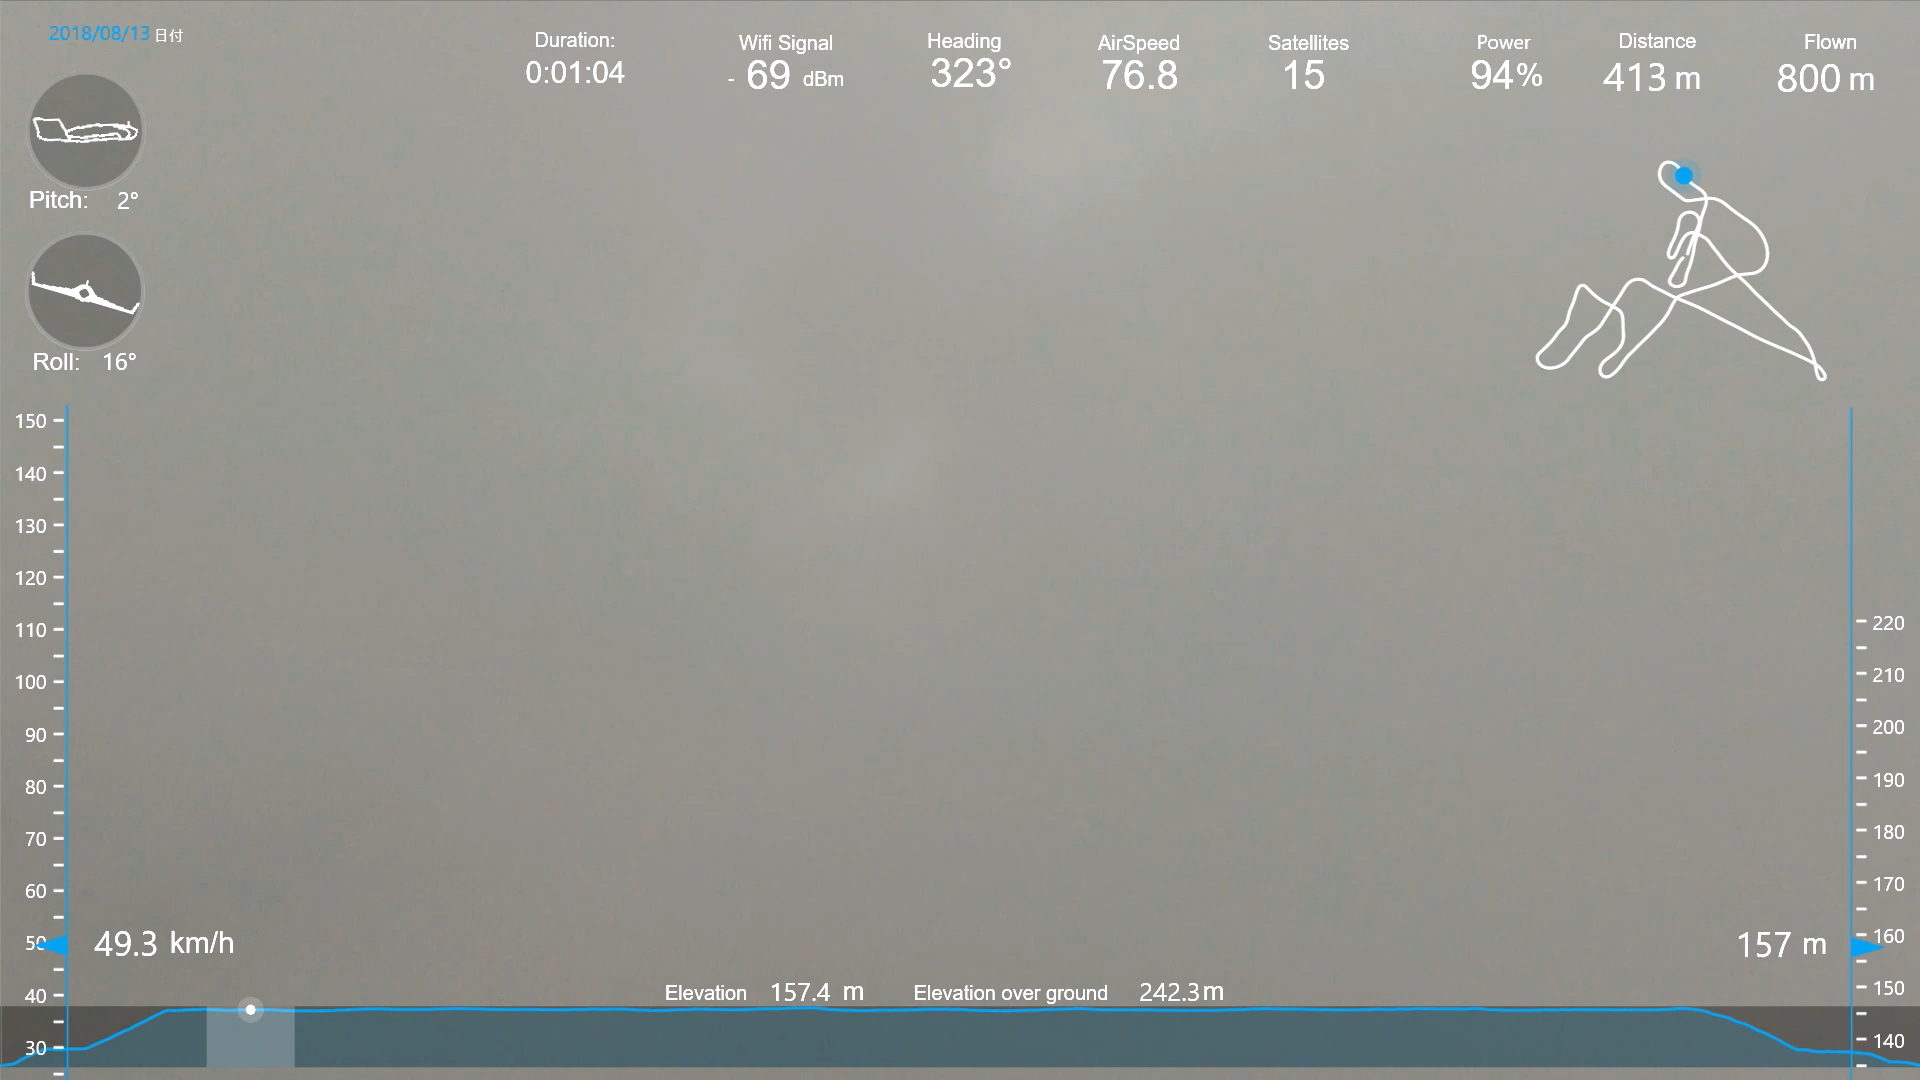 2018/08/13 日付
Duration:
0:01:04
Wifi Signal
- 69 dBm
Heading
323°
AirSpeed
76.8
Satellites
15
Power
94%
Distance
413 m
Flown
800 m
Pitch: 2°
Roll: 16°
150
140
130
120
110
100
90
80
70
60
50
40
30
49.3 km/h
220
210
200
190
180
170
160
150
140
157 m
Elevation 157.4 m Elevation over ground 242.3m